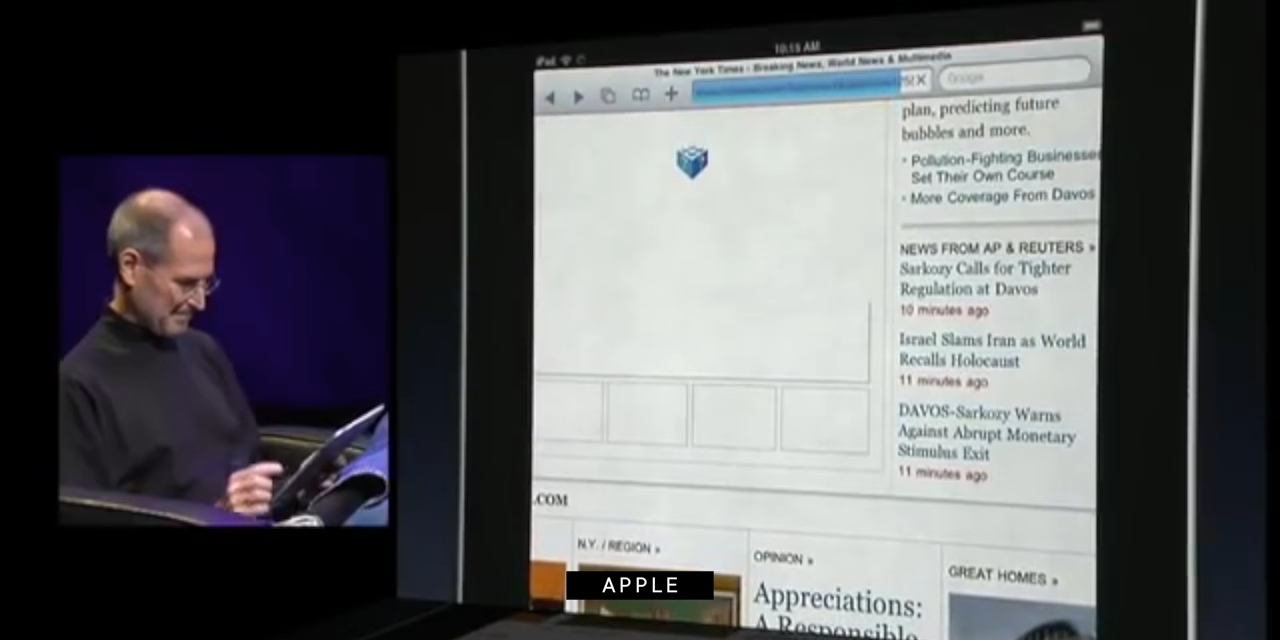 iPad
10:15 AM
The New York Times - Breaking News, World News & Multimedia
Google
plan, predicting future
bubbles and more.
Pollution-Fighting Businesses
Set Their Own Course
More Coverage From Davos
NEWS FROM AP & REUTERS »
Sarkozy Calls for Tighter
Regulation at Davos
10 minutes ago
Israel Slams Iran as World
Recalls Holocaust
11 minutes ago
DAVOS-Sarkozy Warns
Against Abrupt Monetary
Stimulus Exit
11 minutes ago
.COM
N.Y. / REGION »
OPINION »
GREAT HOMES »
Appreciations:
A Responsible
APPLE